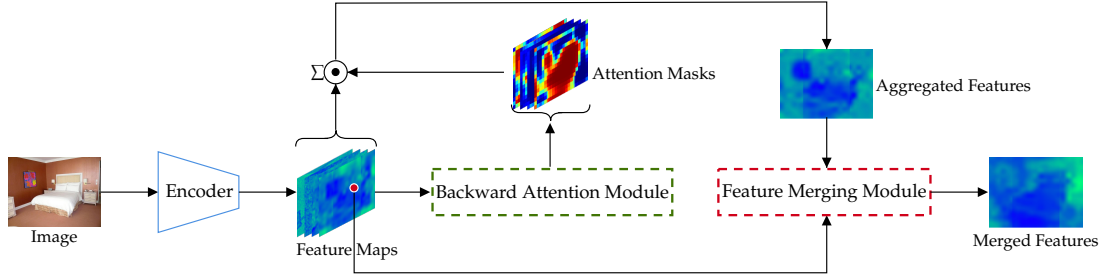 Σ
Attention Masks
Aggregated Features
Encoder
Backward Attention Module
Feature Merging Module
Image
Feature Maps
Merged Features